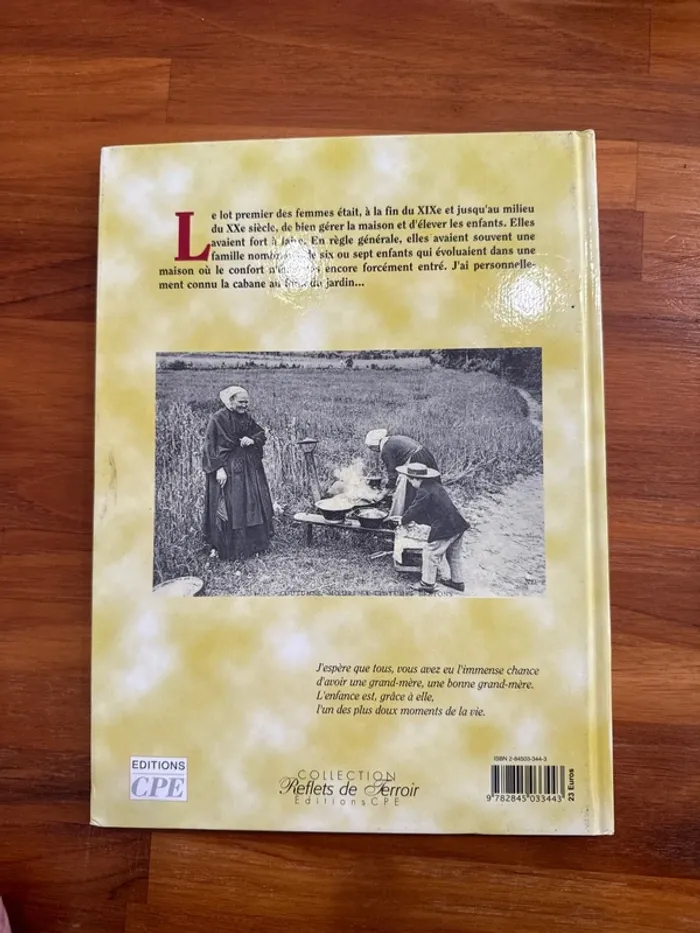 Le lot premier des femmes était, à la fin du XIXe et jusqu'au milieu
du XXe siècle, de bien gérer la maison et d'élever les enfants. Elles
avaient fort à faire. En règle générale, elles avaient souvent une
famille de six ou sept enfants qui évoluaient dans une
maison où le confort encore forcément entré. J'ai personnelle-
ment connu la cabane au du jardin...
J'espère que tous, vous avez eu l'immense chance
d'avoir une grand-mère, une bonne grand-mère.
L'enfance est, grâce à elle,
l'un des plus doux moments de la vie.
EDITIONS
CPE
COLLECTION
Reflets de Terroir
Editions CPE
ISBN 2-84503-344-3
9 782845 033443
23 Euros